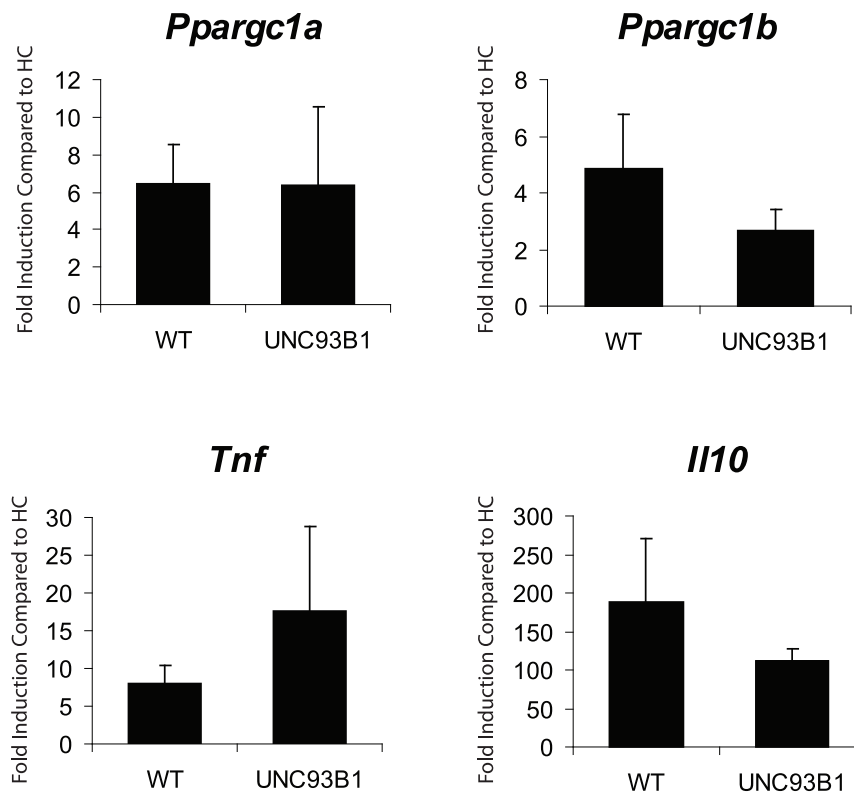 Ppargc1a
Fold Induction Compared to HC
12
10
8
6
4
2
0
WT UNC93B1
Ppargc1b
Fold Induction Compared to HC
8
6
4
2
0
WT UNC93B1
Tnf
Fold Induction Compared to HC
30
25
20
15
10
5
0
WT UNC93B1
Il10
Fold Induction Compared to HC
300
250
200
150
100
50
0
WT UNC93B1